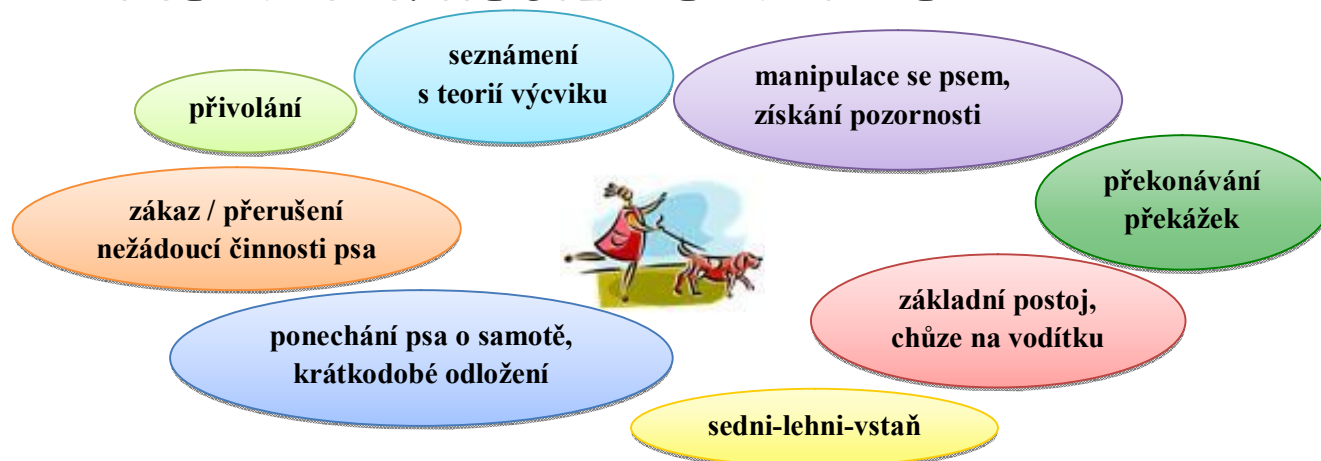 seznámení
s teorií výcviku
manipulace se psem,
získání pozornosti
přivolání
překonávání
překážek
zákaz / přerušení
nežádoucí činnosti psa
základní postoj,
chůze na vodítku
ponechání psa o samotě,
krátkodobé odložení
sedni-lehni-vstaň